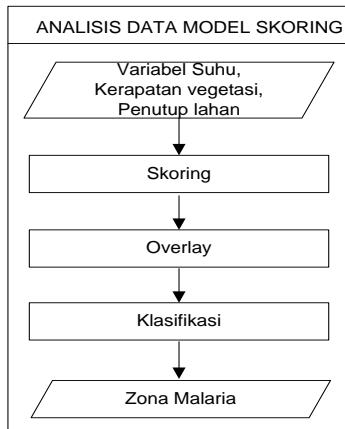 ANALISIS DATA MODEL SKORING
Variabel Suhu,
Kerapatan vegetasi,
Penutup lahan
Skoring
Overlay
Klasifikasi
Zona Malaria